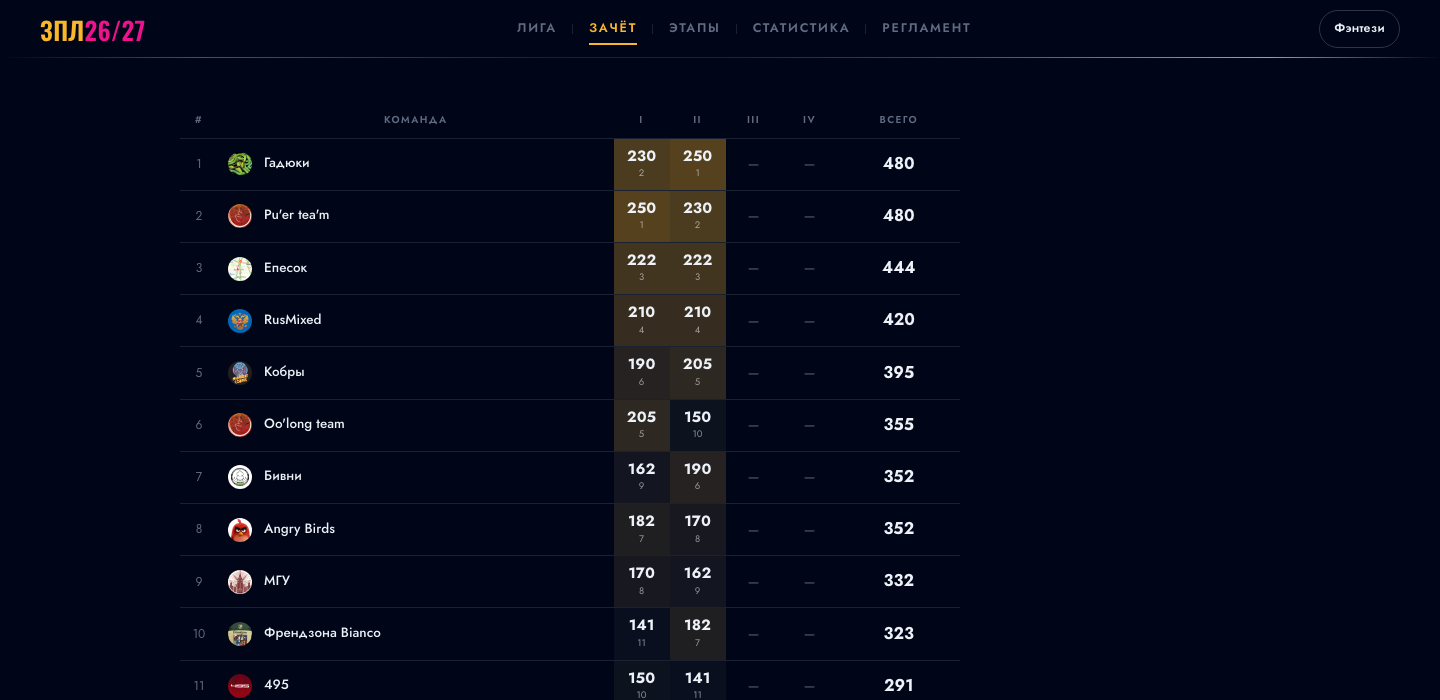 ЗПЛ26/27 ЛИГА ЗАЧЁТ ЭТАПЫ СТАТИСТИКА РЕГЛАМЕНТ Фэнтези
# КОМАНДА I II III IV ВСЕГО
1 Гадюки 230 2 250 1 — — 480
2 Pu'er tea'm 250 1 230 2 — — 480
3 Епесок 222 3 222 3 — — 444
4 RusMixed 210 4 210 4 — — 420
5 Кобры 190 6 205 5 — — 395
6 Oo'long team 205 5 150 10 — — 355
7 Бивни 162 9 190 6 — — 352
8 Angry Birds 182 7 170 8 — — 352
9 МГУ 170 8 162 9 — — 332
10 Френдзона Bianco 141 11 182 7 — — 323
11 495 150 10 141 11 — — 291